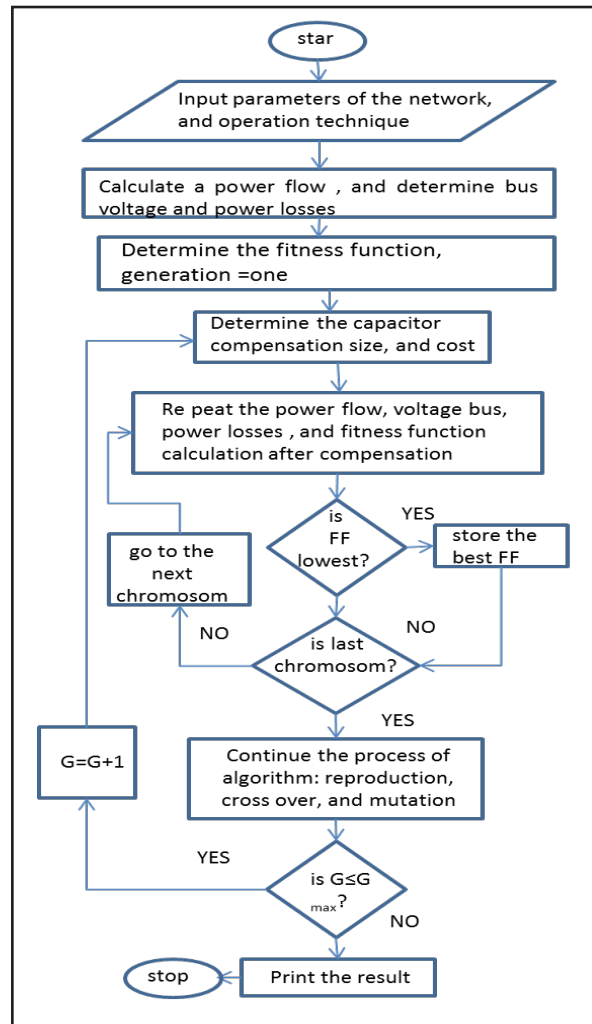 star
Input parameters of the network,
and operation technique
Calculate a power flow , and determine bus
voltage and power losses
Determine the fitness function,
generation =one
Determine the capacitor
compensation size, and cost
Re peat the power flow, voltage bus,
power losses , and fitness function
calculation after compensation
is
FF
lowest?
YES
store the
best FF
go to the
next
chromosom
NO
NO
is last
chromosom?
YES
G=G+1
Continue the process of
algorithm: reproduction,
cross over, and mutation
YES
is G≤G
max?
NO
Print the result
stop